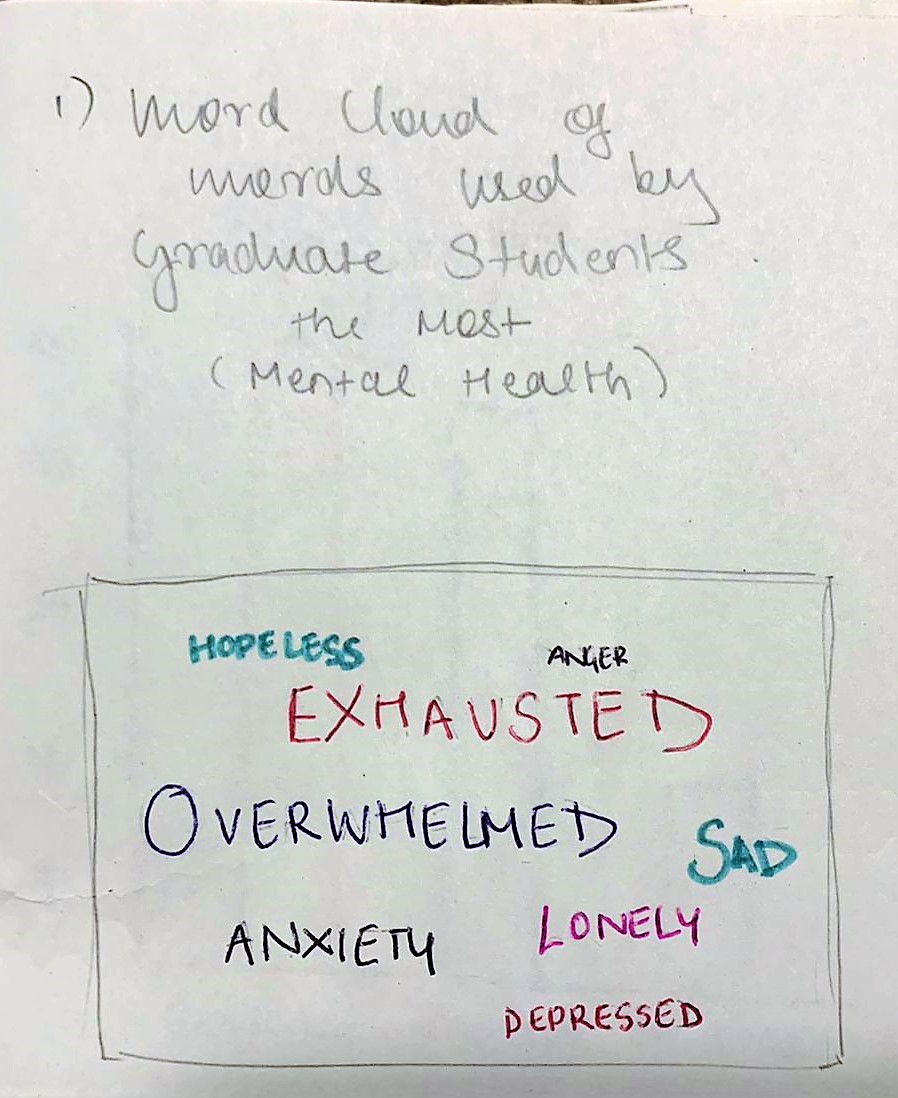 1) Word Cloud of
words used by
Graduate Students
the Most
(Mental Health)
HOPELESS
ANGER
EXHAUSTED
OVERWHELMED
SAD
ANXIETY
LONELY
DEPRESSED